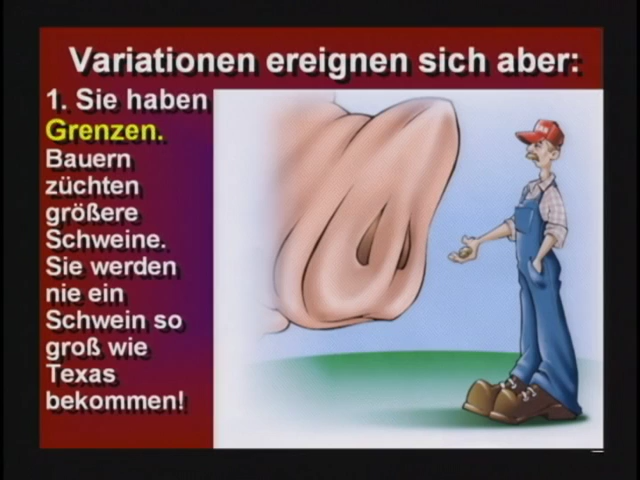 Variationen ereignen sich aber:
1. Sie haben
Grenzen.
Bauern
züchten
größere
Schweine.
Sie werden
nie ein
Schwein so
groß wie
Texas
bekommen!